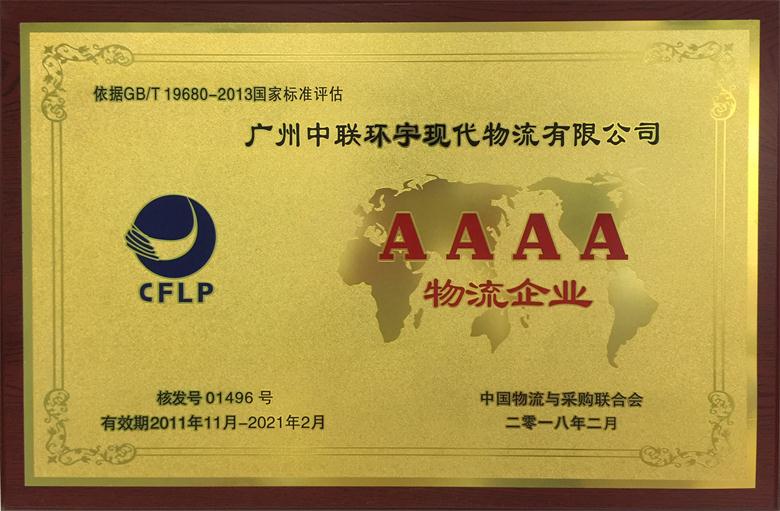 依据GB/T 19680-2013国家标准评估
广州中联环宇现代物流有限公司
AAAA
物流企业
CFLP
核发号 01496 号
有效期2011年11月-2021年2月
中国物流与采购联合会
二零一八年二月